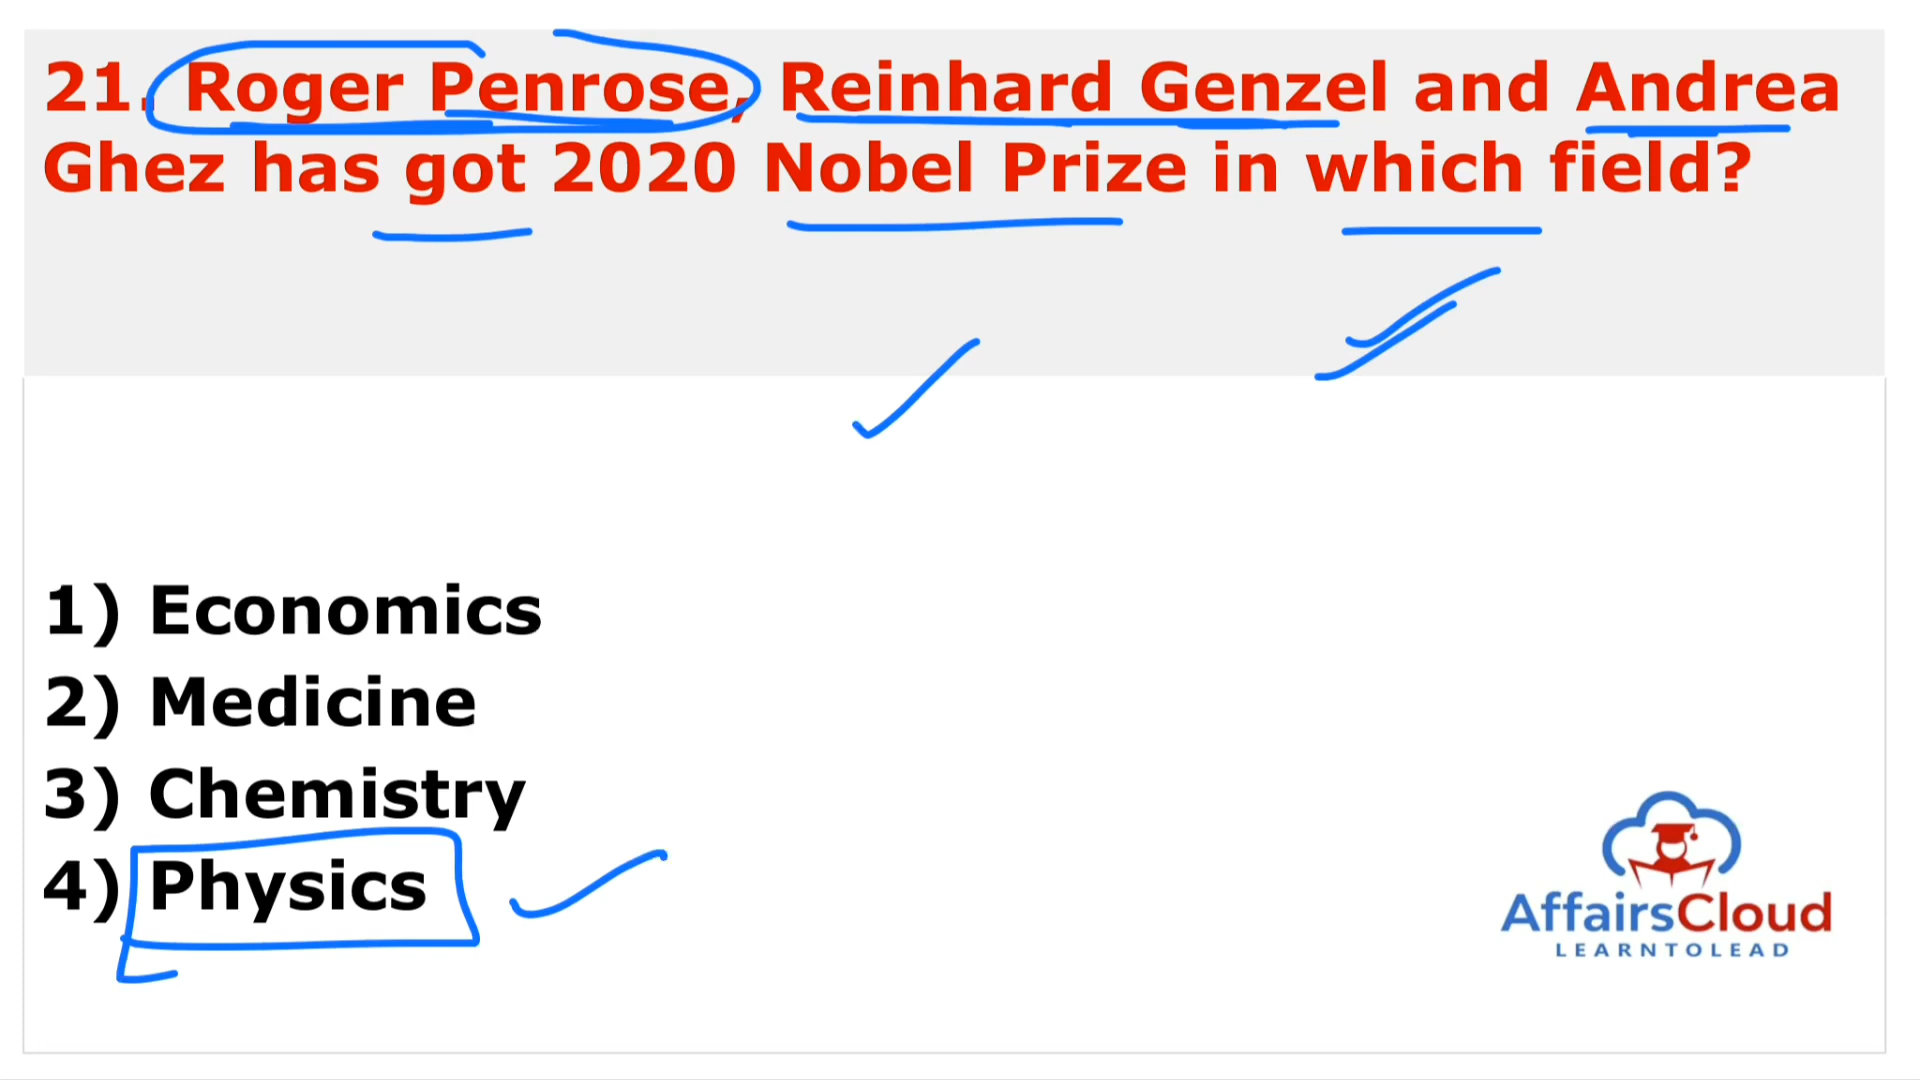 21. Roger Penrose, Reinhard Genzel and Andrea
Ghez has got 2020 Nobel Prize in which field?
1) Economics
2) Medicine
3) Chemistry
4) Physics
AffairsCloud
LEARNTOLEAD